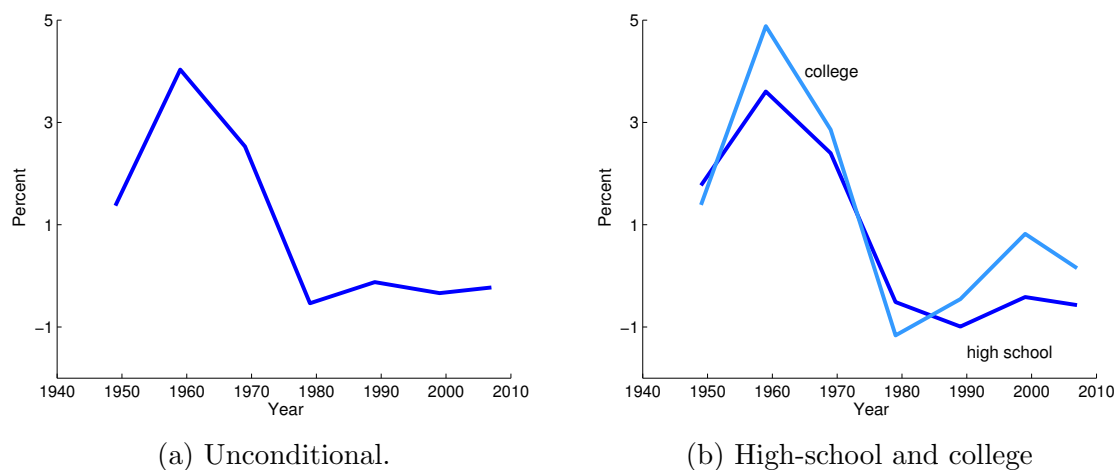 5
3
1
−1
Percent
1940 1950 1960 1970 1980 1990 2000 2010
Year
(a) Unconditional.
5
3
1
−1
Percent
college
high school
1940 1950 1960 1970 1980 1990 2000 2010
Year
(b) High-school and college